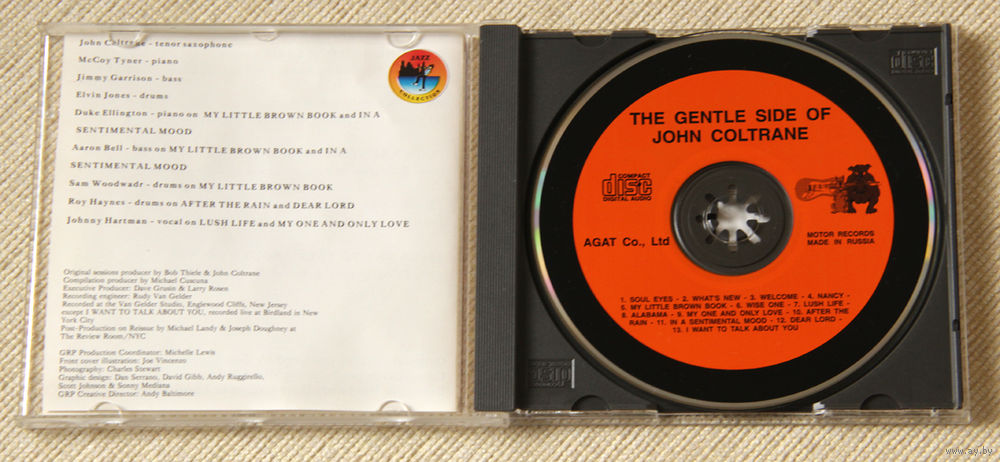 John Coltrane - tenor saxophone
McCoy Tyner - piano
Jimmy Garrison - bass
Elvin Jones - drums
Duke Ellington - piano on MY LITTLE BROWN BOOK and IN A
SENTIMENTAL MOOD
Aaron Bell - bass on MY LITTLE BROWN BOOK and IN A
SENTIMENTAL MOOD
Sam Woodwadr - drums on MY LITTLE BROWN BOOK
Roy Haynes - drums on AFTER THE RAIN and DEAR LORD
Johnny Hartman - vocal on LUSH LIFE and MY ONE AND ONLY LOVE
Original sessions producer by Bob Thiele & John Coltrane
Compilation producer by Michael Cuscuna
Executive Producer: Dave Grusin & Larry Rosen
Recording engineer: Rudy Van Gelder
Recorded at the Van Gelder Studio, Englewood Cliffs, New Jersey
except I WANT TO TALK ABOUT YOU, recorded live at Birdland in New
York City
Post-Production on Reissue by Michael Landy & Joseph Doughney at
The Review Room/NYC
GRP Production Coordinator: Michelle Lewis
Front cover illustration: Joe Vincenzo
Photography: Charles Stewart
Graphic design: Dan Serrano, David Gibb, Andy Ruggirello,
Scott Johnson & Sonny Mediana
GRP Creative Director: Andy Baltimore
JAZZ
COLLECTION
THE GENTLE SIDE OF
JOHN COLTRANE
COMPACT
disc
DIGITAL AUDIO
AGAT Co., Ltd
MOTOR RECORDS
MADE IN RUSSIA
1. SOUL EYES - 2. WHAT'S NEW - 3. WELCOME - 4. NANCY -
5. MY LITTLE BROWN BOOK - 6. WISE ONE - 7. LUSH LIFE -
8. ALABAMA - 9. MY ONE AND ONLY LOVE - 10. AFTER THE
RAIN - 11. IN A SENTIMENTAL MOOD - 12. DEAR LORD -
13. I WANT TO TALK ABOUT YOU
disc
www.ay.by